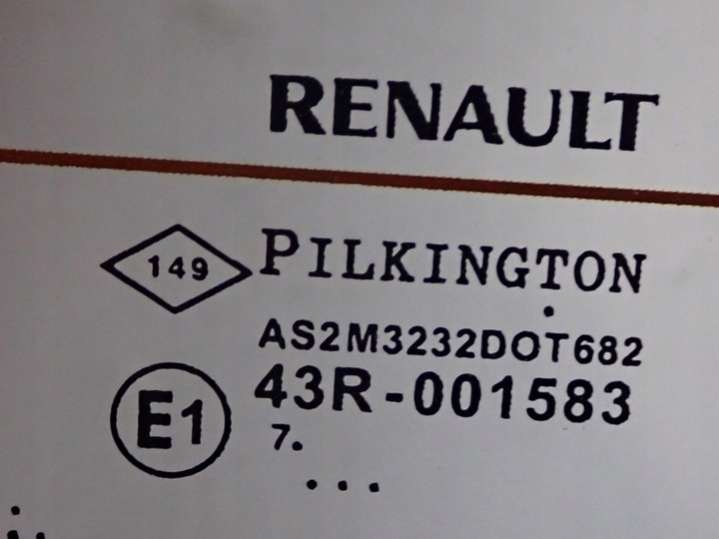 RENAULT
149
PILKINGTON
AS2M3232DOT682
E1
43R-001583
7.
...